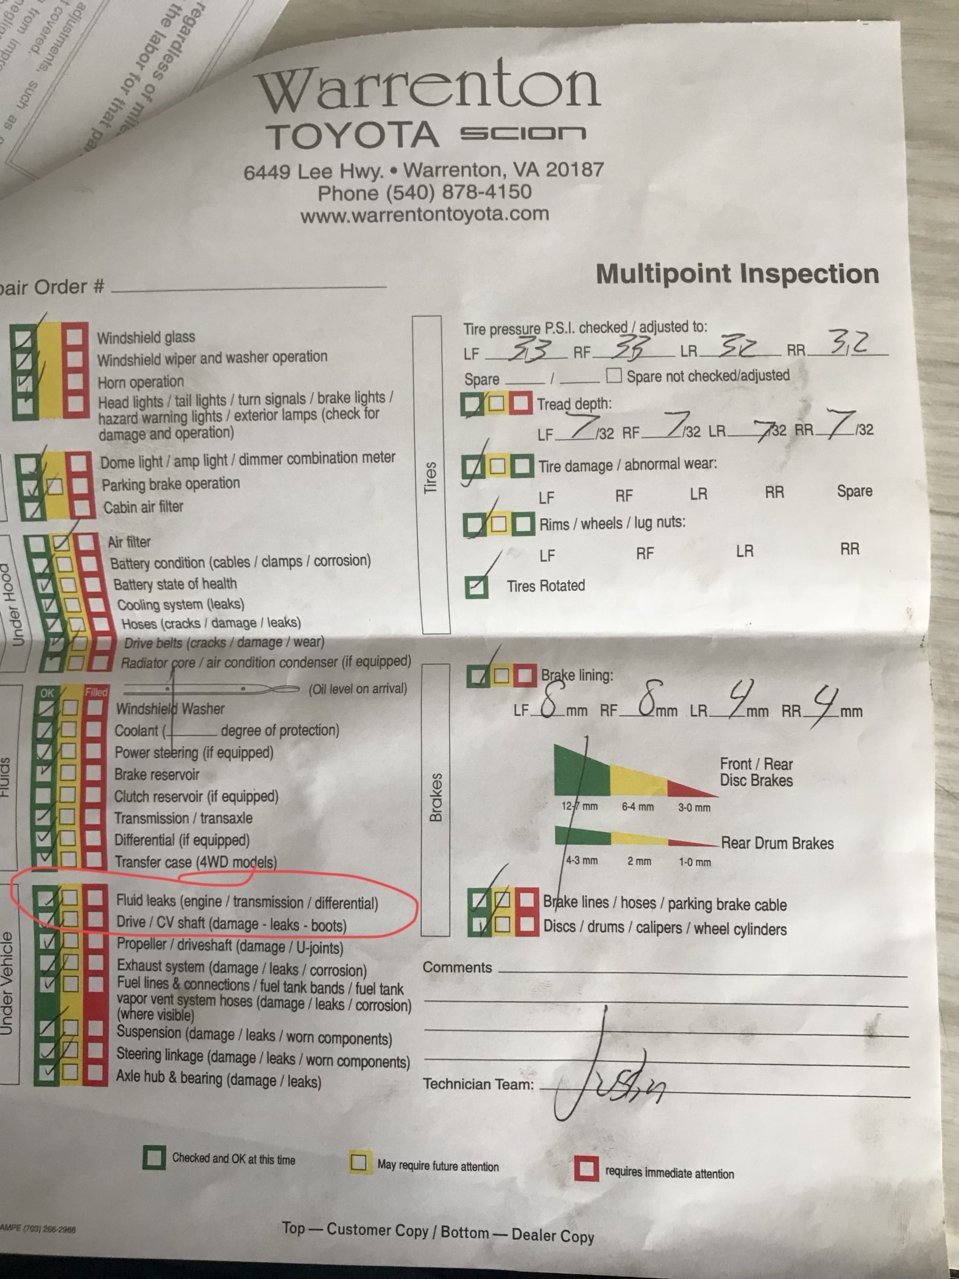 regardless of
the labor for that
adjustments, such as
covered.
from
Warrenton
TOYOTA SCION
6449 Lee Hwy. • Warrenton, VA 20187
Phone (540) 878-4150
www.warrentontoyota.com
Multipoint Inspection
pair Order #
Windshield glass
Windshield wiper and washer operation
Horn operation
Head lights / tail lights / turn signals / brake lights /
hazard warning lights / exterior lamps (check for
damage and operation)
Dome light / amp light / dimmer combination meter
Parking brake operation
Cabin air filter
Under Hood
Air filter
Battery condition (cables / clamps / corrosion)
Battery state of health
Cooling system (leaks)
Hoses (cracks / damage / leaks)
Drive belts (cracks / damage / wear)
Radiator core / air condition condenser (if equipped)
Fluids
OK Filled
(Oil level on arrival)
Windshield Washer
Coolant ( degree of protection)
Power steering (if equipped)
Brake reservoir
Clutch reservoir (if equipped)
Transmission / transaxle
Differential (if equipped)
Transfer case (4WD models)
Under Vehicle
Fluid leaks (engine / transmission / differential)
Drive / CV shaft (damage - leaks - boots)
Propeller / driveshaft (damage / U-joints)
Exhaust system (damage / leaks / corrosion)
Fuel lines & connections / fuel tank bands / fuel tank
vapor vent system hoses (damage / leaks / corrosion)
(where visible)
Suspension (damage / leaks / worn components)
Steering linkage (damage / leaks / worn components)
Axle hub & bearing (damage / leaks)
Tires
Tire pressure P.S.I. checked / adjusted to:
LF 33 RF 33 LR 32 RR 32
Spare / Spare not checked/adjusted
Tread depth:
LF 7/32 RF 7/32 LR 7/32 RR 7/32
Tire damage / abnormal wear:
LF RF LR RR Spare
Rims / wheels / lug nuts:
LF RF LR RR
Tires Rotated
Brakes
Brake lining:
LF 8 mm RF 8 mm LR 4 mm RR 4 mm
Front / Rear
Disc Brakes
12-7 mm 6-4 mm 3-0 mm
Rear Drum Brakes
4-3 mm 2 mm 1-0 mm
Brake lines / hoses / parking brake cable
Discs / drums / calipers / wheel cylinders
Comments
Technician Team: Justin
Checked and OK at this time
May require future attention
requires immediate attention
AMPE (703) 266-2966
Top — Customer Copy / Bottom — Dealer Copy